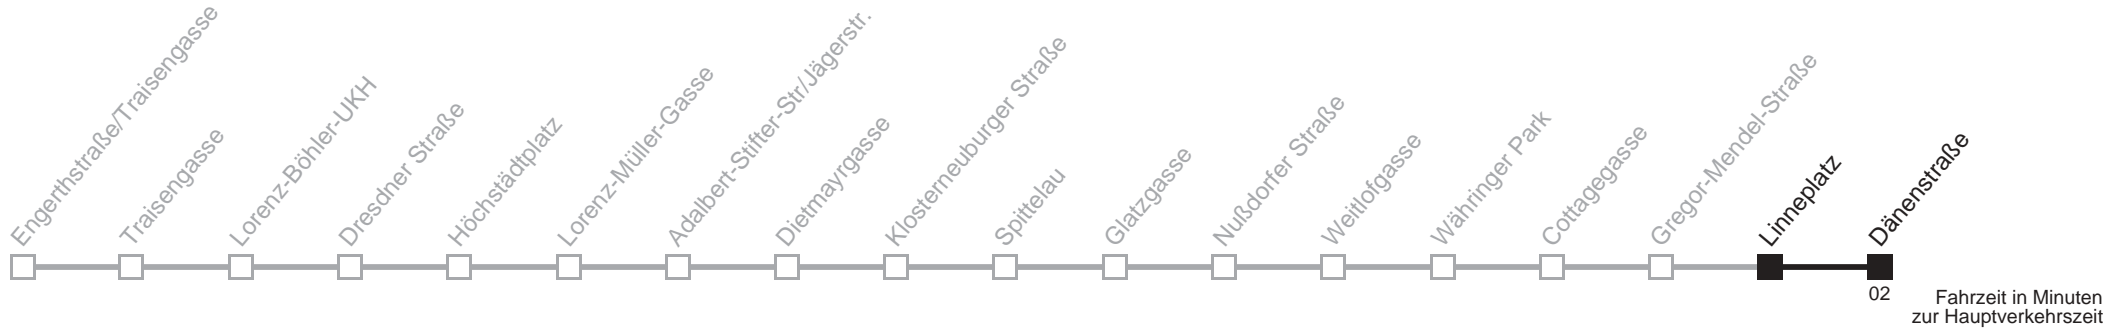 Engerthstraße/Traisengasse
Traisengasse
Lorenz-Böhler-UKH
Dresdner Straße
Höchstädtplatz
Lorenz-Müller-Gasse
Adalbert-Stifter-Str/Jägerstr.
Dietmayrgasse
Klosterneuburger Straße
Spittelau
Glatzgasse
Nußdorfer Straße
Weitlofgasse
Währinger Park
Cottagegasse
Gregor-Mendel-Straße
Linneplatz
Dänenstraße
02
Fahrzeit in Minuten
zur Hauptverkehrszeit